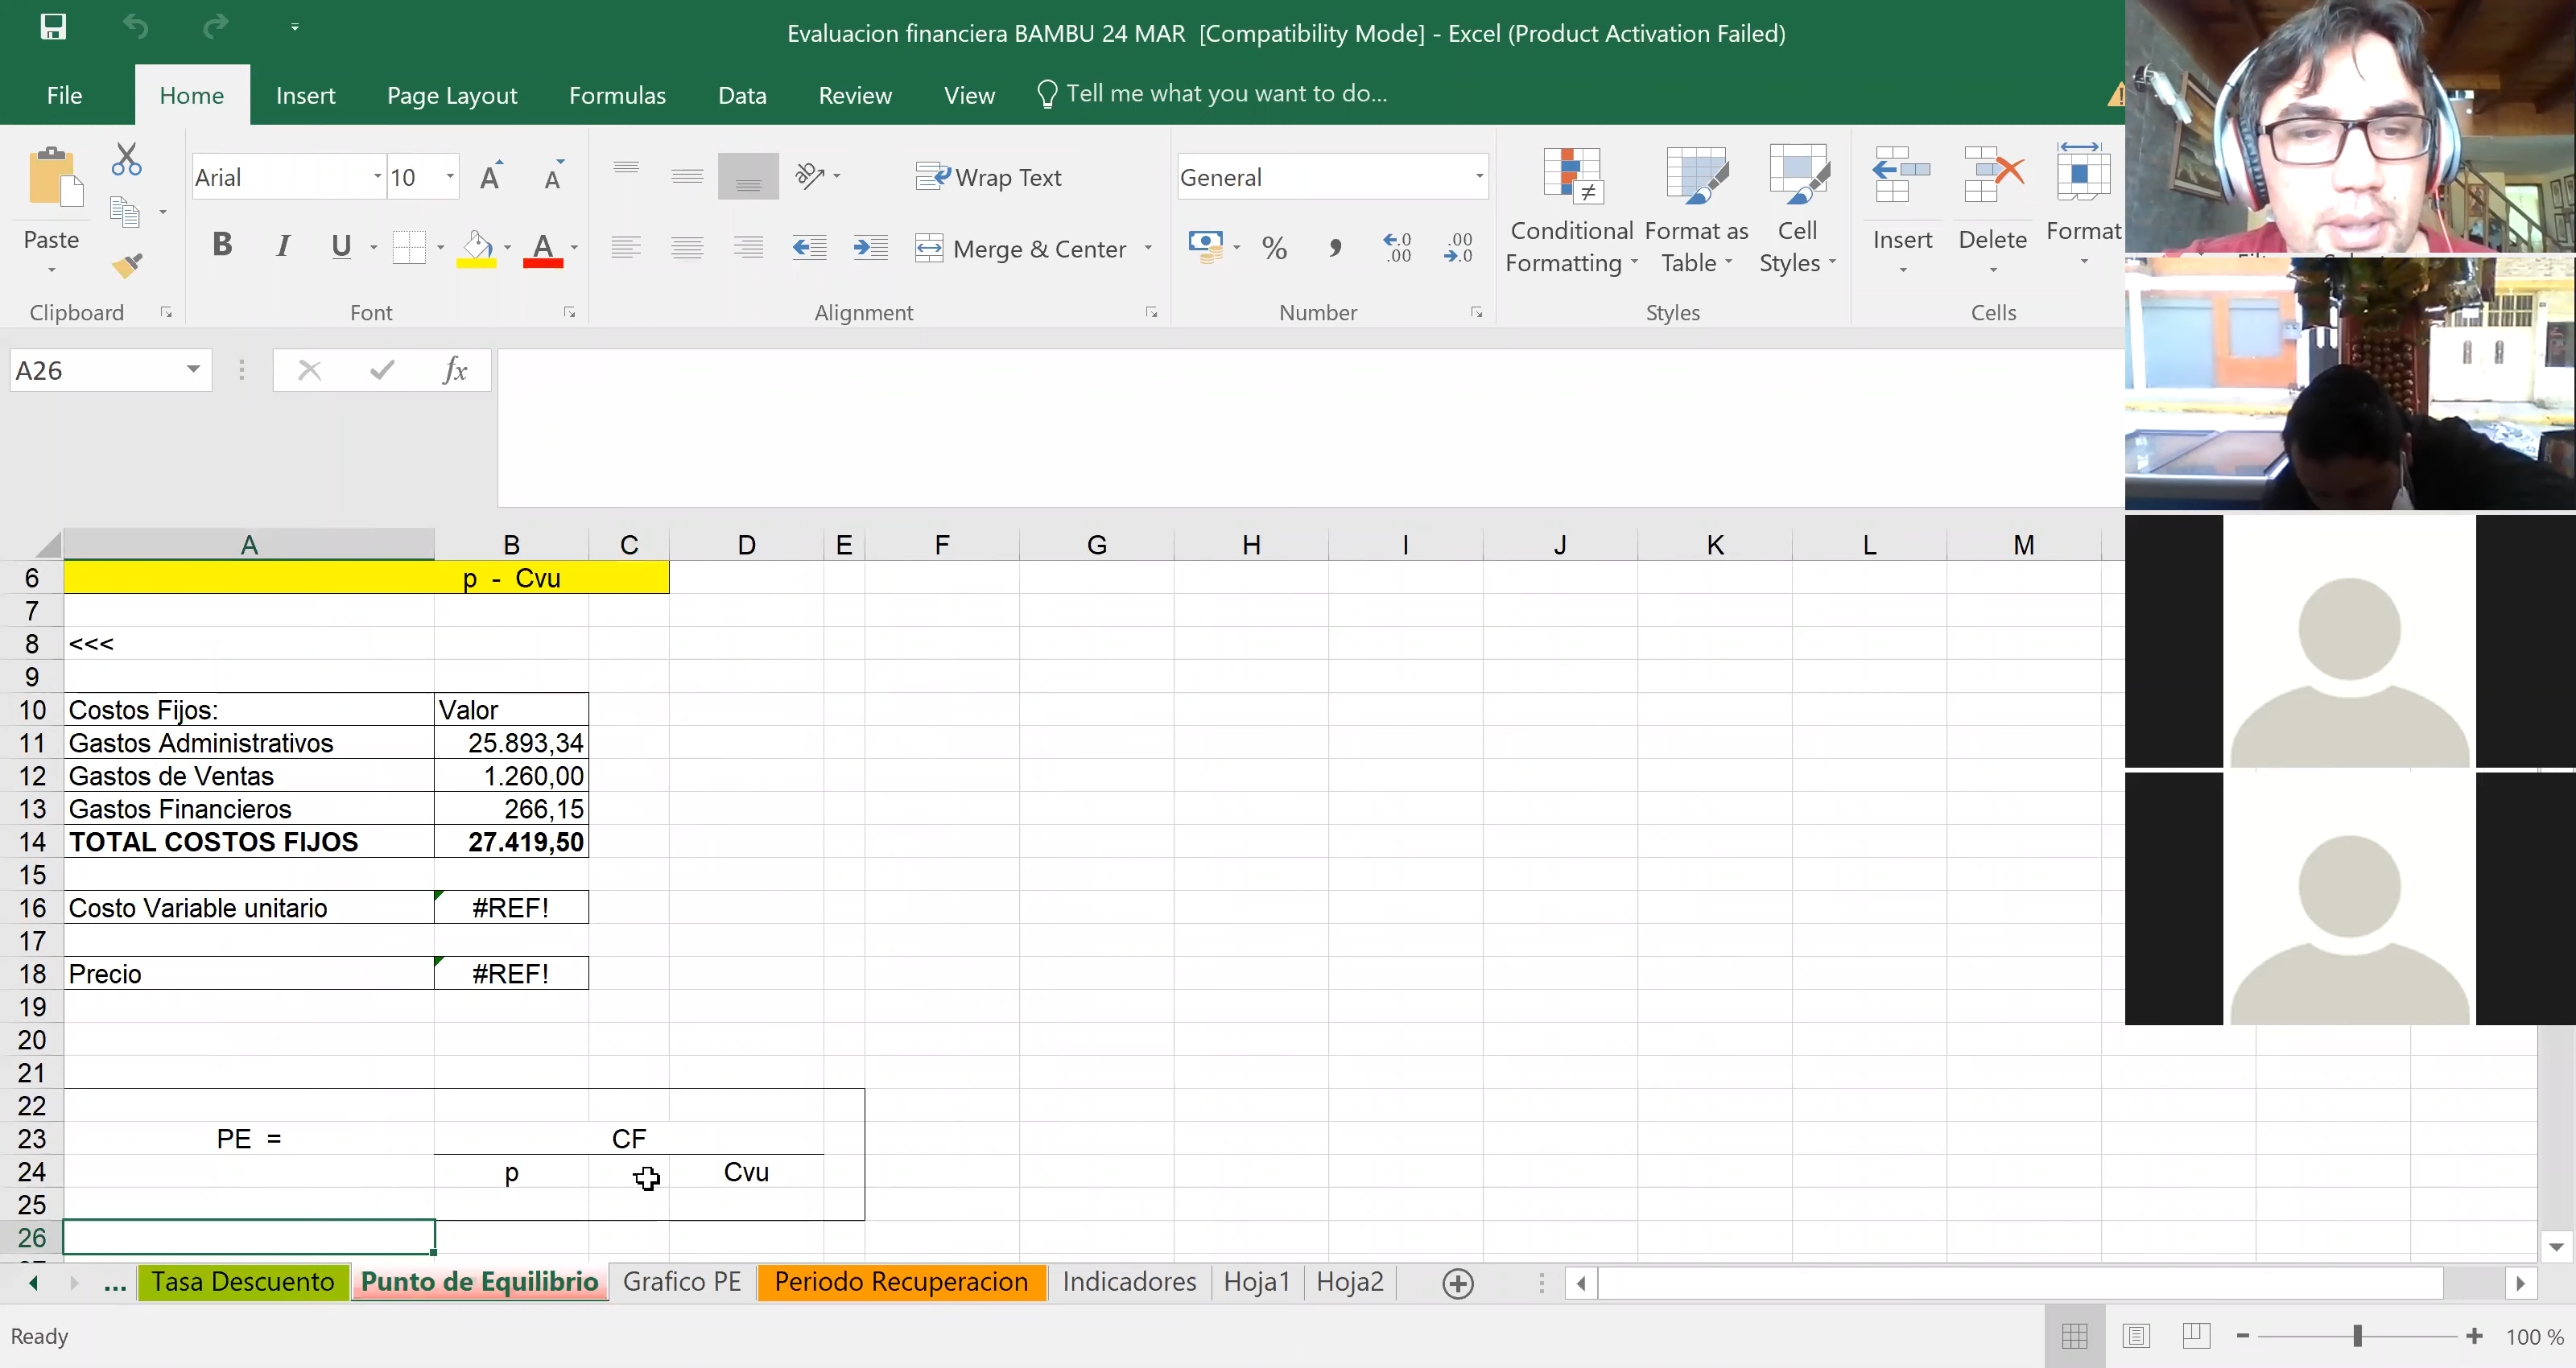 Evaluacion financiera BAMBU 24 MAR [Compatibility Mode] - Excel (Product Activation Failed)
File Home Insert Page Layout Formulas Data Review View Tell me what you want to do...
Arial 10 Wrap Text General
Paste B I U A Merge & Center % , Conditional Formatting Format as Table Cell Styles Insert Delete Format
Clipboard Font Alignment Number Styles Cells
A26 fx
A B C D E F G H I J K L M
6 p - Cvu
7
8 <<<
9
10 Costos Fijos: Valor
11 Gastos Administrativos 25.893,34
12 Gastos de Ventas 1.260,00
13 Gastos Financieros 266,15
14 TOTAL COSTOS FIJOS 27.419,50
15
16 Costo Variable unitario #REF!
17
18 Precio #REF!
19
20
21
22
23 PE = CF
24 p Cvu
25
26
... Tasa Descuento Punto de Equilibrio Grafico PE Periodo Recuperacion Indicadores Hoja1 Hoja2
Ready 100 %